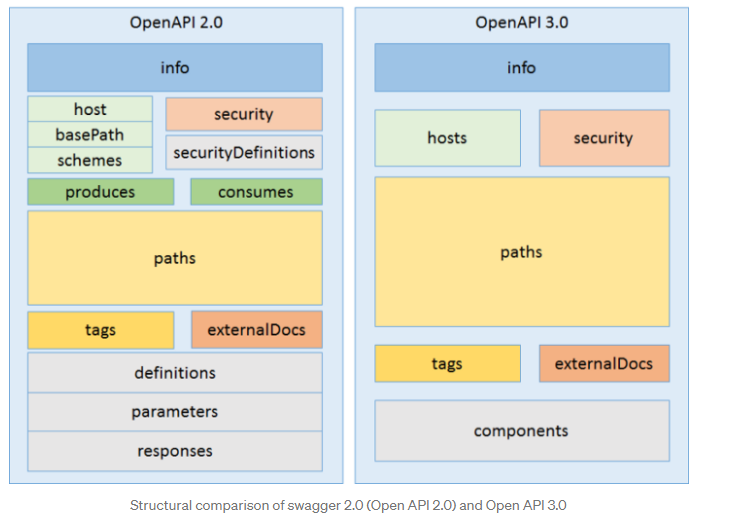 OpenAPI 2.0
info
host
basePath
schemes
security
securityDefinitions
produces
consumes
paths
tags
externalDocs
definitions
parameters
responses
OpenAPI 3.0
info
hosts
security
paths
tags
externalDocs
components
Structural comparison of swagger 2.0 (Open API 2.0) and Open API 3.0